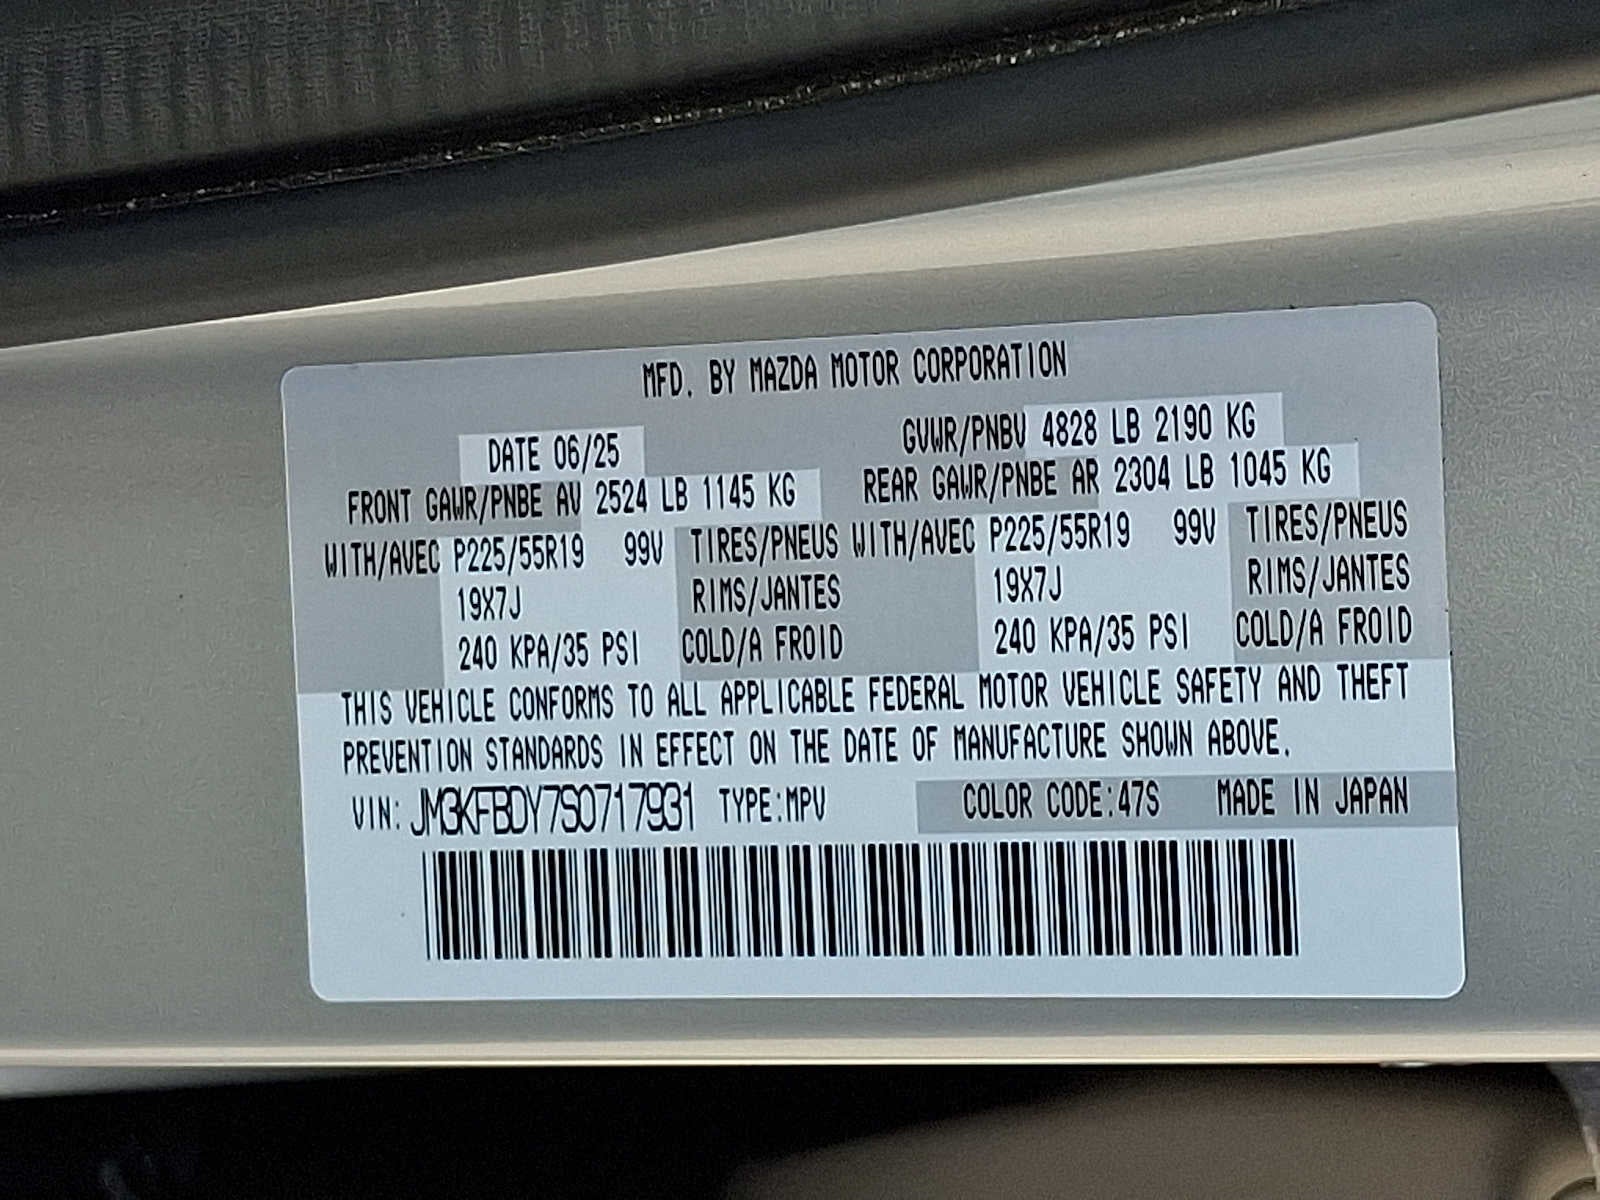 MFD. BY MAZDA MOTOR CORPORATION
DATE 06/25 GVWR/PNBV 4828 LB 2190 KG
FRONT GAWR/PNBE AV 2524 LB 1145 KG REAR GAWR/PNBE AR 2304 LB 1045 KG
WITH/AVEC P225/55R19 99V TIRES/PNEUS WITH/AVEC P225/55R19 99V TIRES/PNEUS
19X7J RIMS/JANTES 19X7J RIMS/JANTES
240 KPA/35 PSI COLD/A FROID 240 KPA/35 PSI COLD/A FROID
THIS VEHICLE CONFORMS TO ALL APPLICABLE FEDERAL MOTOR VEHICLE SAFETY AND THEFT
PREVENTION STANDARDS IN EFFECT ON THE DATE OF MANUFACTURE SHOWN ABOVE.
VIN: JM3KFBDY7S0717931 TYPE:MPV COLOR CODE:47S MADE IN JAPAN